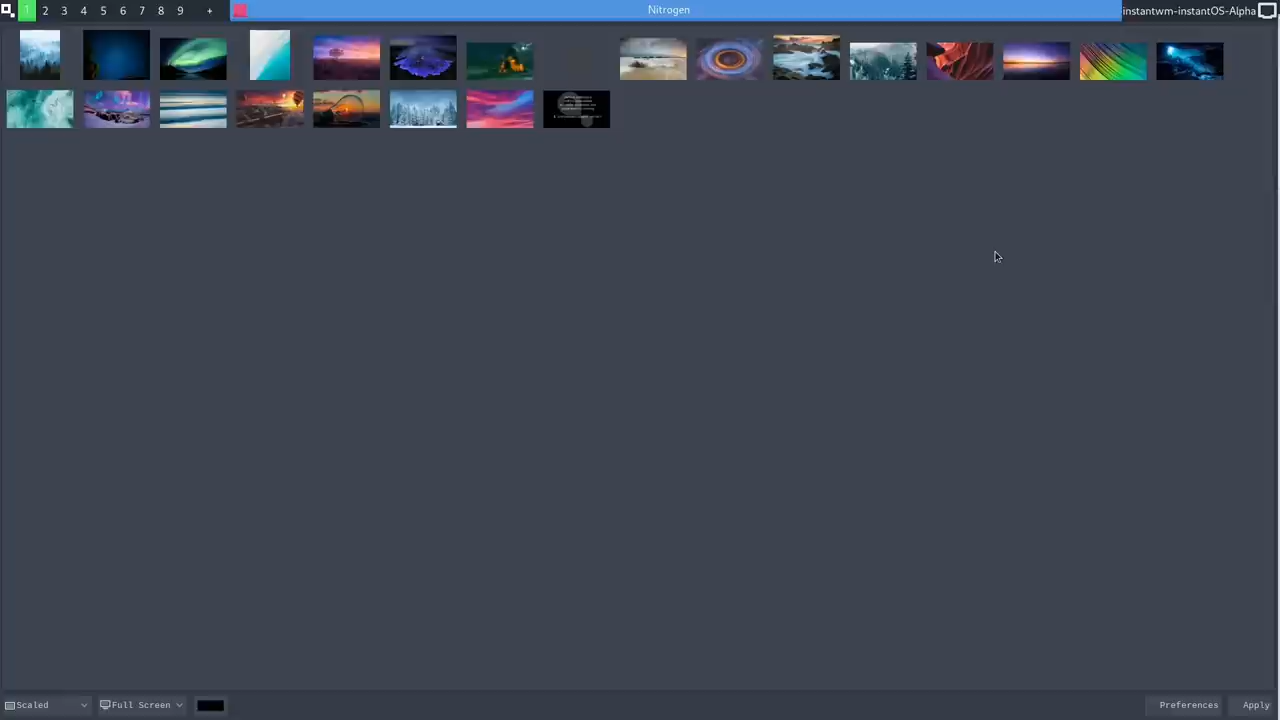 1 2 3 4 5 6 7 8 9 + Nitrogen instantwm-instantOS-Alpha
Scaled Full Screen Preferences Apply